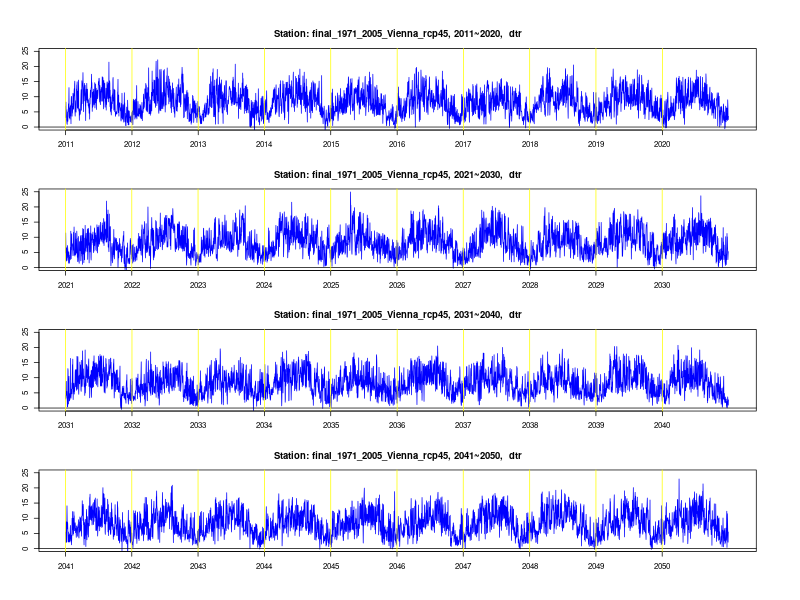 Station: final_1971_2005_Vienna_rcp45, 2011~2020,  dtr
0 5 10 15 20 25
2011 2012 2013 2014 2015 2016 2017 2018 2019 2020
Station: final_1971_2005_Vienna_rcp45, 2021~2030,  dtr
0 5 10 15 20 25
2021 2022 2023 2024 2025 2026 2027 2028 2029 2030
Station: final_1971_2005_Vienna_rcp45, 2031~2040,  dtr
0 5 10 15 20 25
2031 2032 2033 2034 2035 2036 2037 2038 2039 2040
Station: final_1971_2005_Vienna_rcp45, 2041~2050,  dtr
0 5 10 15 20 25
2041 2042 2043 2044 2045 2046 2047 2048 2049 2050